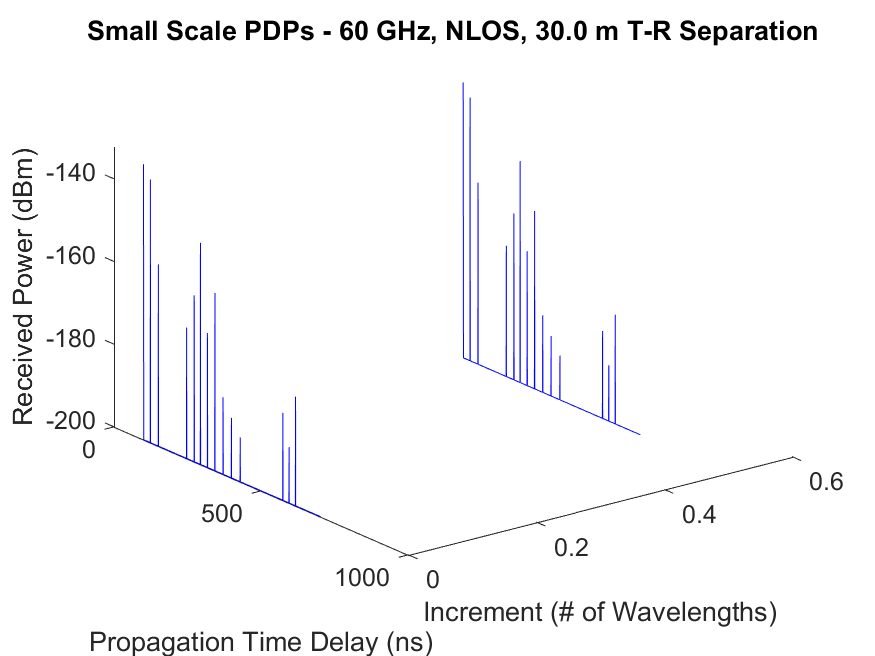 Small Scale PDPs - 60 GHz, NLOS, 30.0 m T-R Separation
Received Power (dBm)
-140
-160
-180
-200
0
500
1000
Propagation Time Delay (ns)
0
0.2
0.4
0.6
Increment (# of Wavelengths)